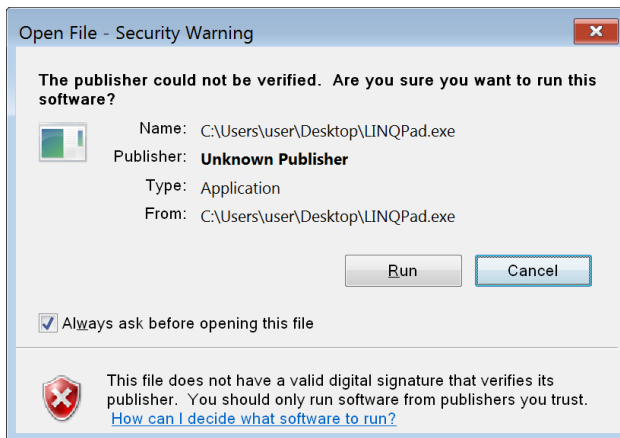 Open File - Security Warning
The publisher could not be verified. Are you sure you want to run this
software?
Name: C:\Users\user\Desktop\LINQPad.exe
Publisher: Unknown Publisher
Type: Application
From: C:\Users\user\Desktop\LINQPad.exe
Run Cancel
Always ask before opening this file
This file does not have a valid digital signature that verifies its
publisher. You should only run software from publishers you trust.
How can I decide what software to run?